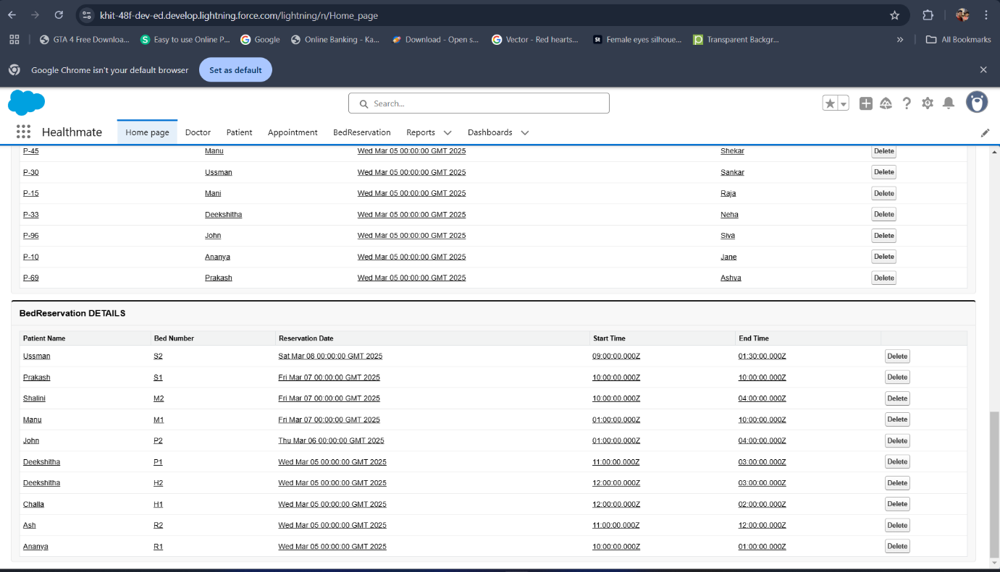 khit-48f-dev-ed.develop.lightning.force.com/lightning/n/Home_page
GTA 4 Free Downloa... Easy to use Online P... Google Online Banking - Ka... Download - Open s... Vector - Red hearts... St Female eyes silhoue... Transparent Backgr... » All Bookmarks
Google Chrome isn't your default browser Set as default
Search...
Healthmate Home page Doctor Patient Appointment BedReservation Reports Dashboards
P-45 Manu Wed Mar 05 00:00:00 GMT 2025 Shekar Delete
P-30 Ussman Wed Mar 05 00:00:00 GMT 2025 Sankar Delete
P-15 Mani Wed Mar 05 00:00:00 GMT 2025 Raja Delete
P-33 Deekshitha Wed Mar 05 00:00:00 GMT 2025 Neha Delete
P-96 John Wed Mar 05 00:00:00 GMT 2025 Siva Delete
P-10 Ananya Wed Mar 05 00:00:00 GMT 2025 Jane Delete
P-69 Prakash Wed Mar 05 00:00:00 GMT 2025 Ashva Delete
BedReservation DETAILS
Patient Name Bed Number Reservation Date Start Time End Time
Ussman S2 Sat Mar 08 00:00:00 GMT 2025 09:00:00.000Z 01:30:00.000Z Delete
Prakash S1 Fri Mar 07 00:00:00 GMT 2025 10:00:00.000Z 10:00:00.000Z Delete
Shalini M2 Fri Mar 07 00:00:00 GMT 2025 10:00:00.000Z 04:00:00.000Z Delete
Manu M1 Fri Mar 07 00:00:00 GMT 2025 01:00:00.000Z 10:00:00.000Z Delete
John P2 Thu Mar 06 00:00:00 GMT 2025 01:00:00.000Z 04:00:00.000Z Delete
Deekshitha P1 Wed Mar 05 00:00:00 GMT 2025 11:00:00.000Z 03:00:00.000Z Delete
Deekshitha H2 Wed Mar 05 00:00:00 GMT 2025 12:00:00.000Z 03:00:00.000Z Delete
Challa H1 Wed Mar 05 00:00:00 GMT 2025 12:00:00.000Z 02:00:00.000Z Delete
Ash R2 Wed Mar 05 00:00:00 GMT 2025 11:00:00.000Z 12:00:00.000Z Delete
Ananya R1 Wed Mar 05 00:00:00 GMT 2025 10:00:00.000Z 01:00:00.000Z Delete